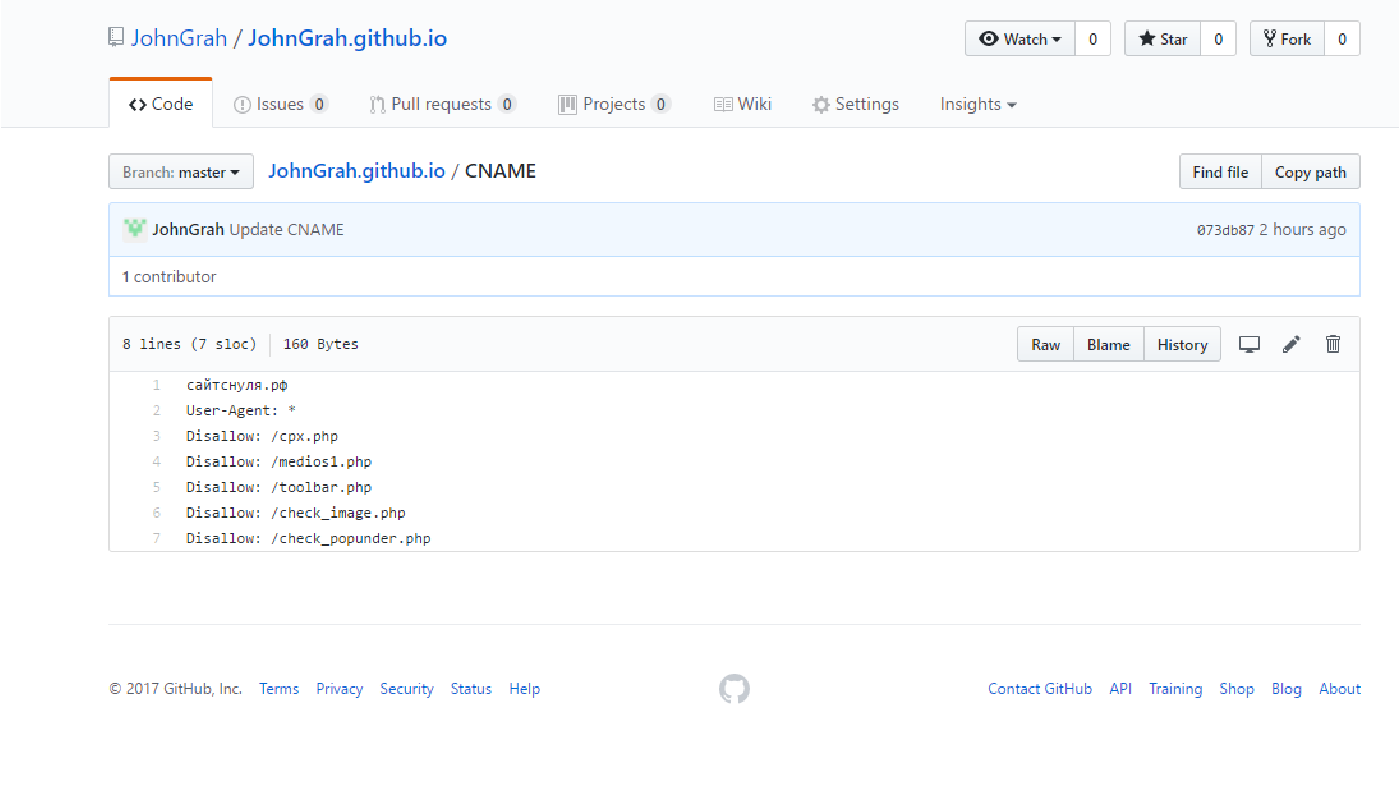 JohnGrah / JohnGrah.github.io
Watch 0 Star 0 Fork 0
Code Issues 0 Pull requests 0 Projects 0 Wiki Settings Insights
Branch: master JohnGrah.github.io / CNAME Find file Copy path
JohnGrah Update CNAME 073db87 2 hours ago
1 contributor
8 lines (7 sloc) 160 Bytes Raw Blame History
1 сайтснуля.рф
2 User-Agent: *
3 Disallow: /cpx.php
4 Disallow: /medios1.php
5 Disallow: /toolbar.php
6 Disallow: /check_image.php
7 Disallow: /check_popunder.php
© 2017 GitHub, Inc. Terms Privacy Security Status Help Contact GitHub API Training Shop Blog About